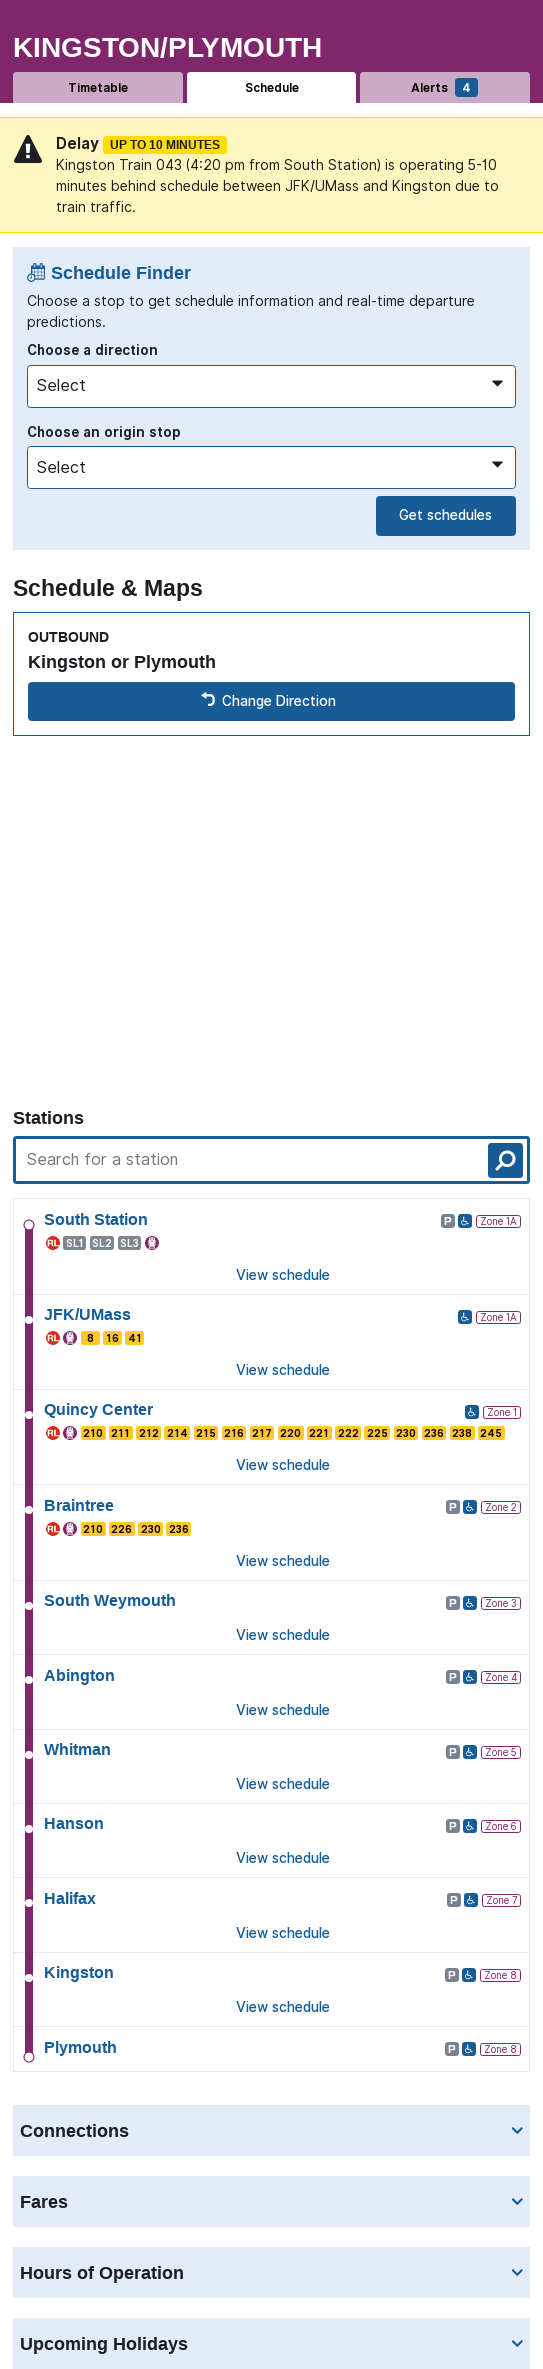 KINGSTON/PLYMOUTH
Timetable Schedule Alerts 4
Delay UP TO 10 MINUTES
Kingston Train 043 (4:20 pm from South Station) is operating 5-10
minutes behind schedule between JFK/UMass and Kingston due to
train traffic.
Schedule Finder
Choose a stop to get schedule information and real-time departure
predictions.
Choose a direction
Select
Choose an origin stop
Select
Get schedules
Schedule & Maps
OUTBOUND
Kingston or Plymouth
Change Direction
Stations
Search for a station
South Station P Zone 1A
RL SL1 SL2 SL3
View schedule
JFK/UMass Zone 1A
RL 8 16 41
View schedule
Quincy Center Zone 1
RL 210 211 212 214 215 216 217 220 221 222 225 230 236 238 245
View schedule
Braintree P Zone 2
RL 210 226 230 236
View schedule
South Weymouth P Zone 3
View schedule
Abington P Zone 4
View schedule
Whitman P Zone 5
View schedule
Hanson P Zone 6
View schedule
Halifax P Zone 7
View schedule
Kingston P Zone 8
View schedule
Plymouth P Zone 8
Connections
Fares
Hours of Operation
Upcoming Holidays